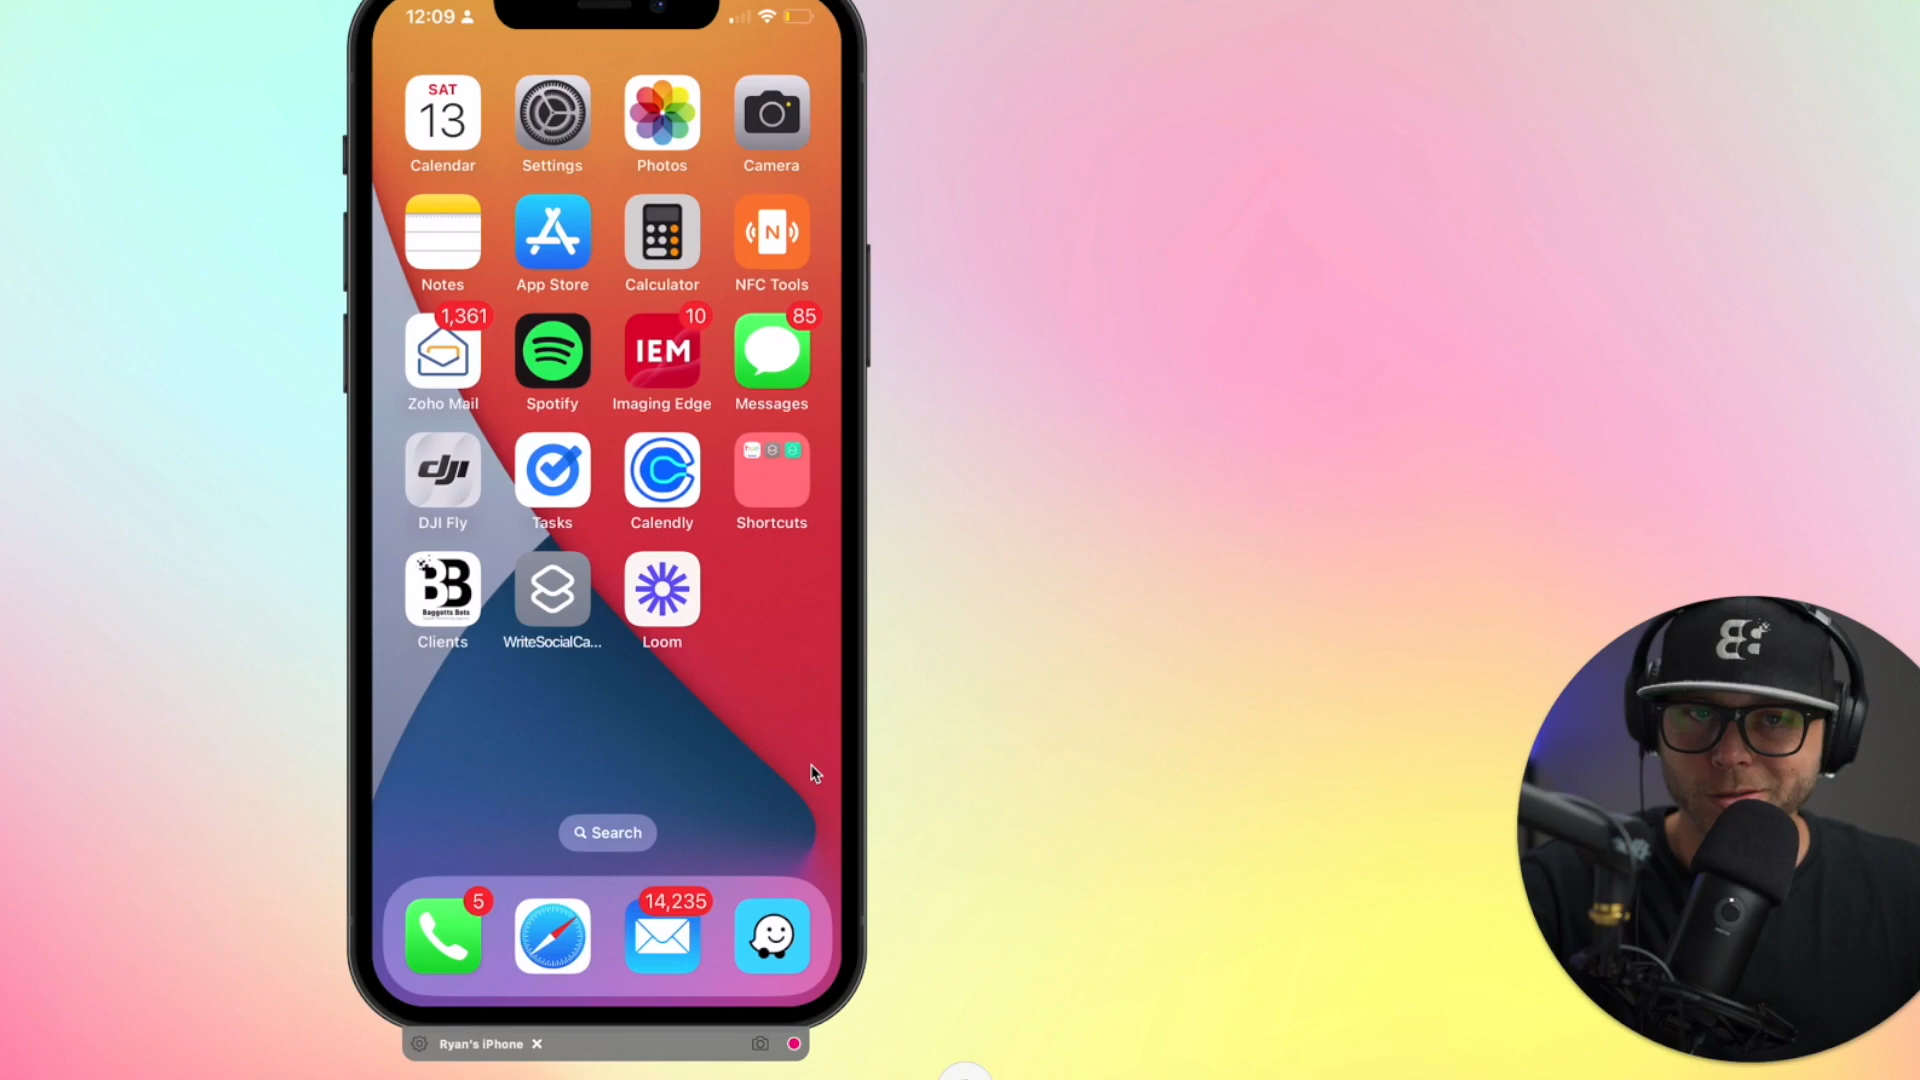 12:09
SAT
13
Calendar
Settings
Photos
Camera
N
Notes
App Store
Calculator
NFC Tools
1,361
10
85
IEM
Zoho Mail
Spotify
Imaging Edge
Messages
dji
DJI Fly
Tasks
Calendly
Shortcuts
BB
Baggotts Bots
Clients
WriteSocialCa...
Loom
Search
5
14,235
Ryan's iPhone